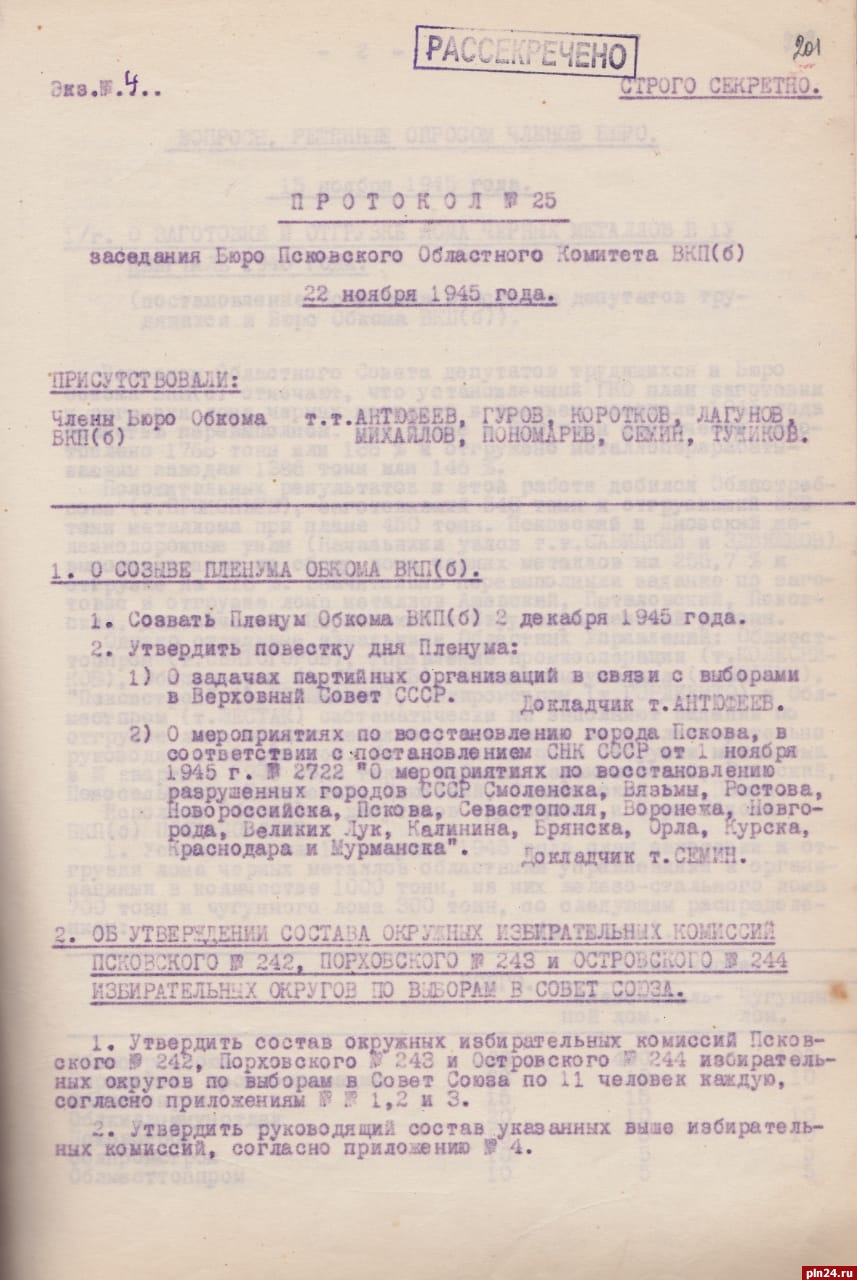 РАССЕКРЕЧЕНО
201
Экз.№.4..
СТРОГО СЕКРЕТНО.
ПРОТОКОЛ № 25
заседания Бюро Псковского Областного Комитета ВКП(б)
22 ноября 1945 года.
ПРИСУТСТВОВАЛИ:
Члены Бюро Обкома т.т.АНТЮФЕЕВ, ГУРОВ, КОРОТКОВ, ЛАГУНОВ,
ВКП(б) МИХАЙЛОВ, ПОНОМАРЕВ, СЕМИН, ТУЖИКОВ.
1. О СОЗЫВЕ ПЛЕНУМА ОБКОМА ВКП(б).
1. Созвать Пленум Обкома ВКП(б) 2 декабря 1945 года.
2. Утвердить повестку дня Пленума:
1) О задачах партийных организаций в связи с выборами
в Верховный Совет СССР.
Докладчик т.АНТЮФЕЕВ.
2) О мероприятиях по восстановлению города Пскова, в
соответствии с постановлением СНК СССР от 1 ноября
1945 г. № 2722 "О мероприятиях по восстановлению
разрушенных городов СССР Смоленска, Вязьмы, Ростова,
Новороссийска, Пскова, Севастополя, Воронежа, Новго-
рода, Великих Лук, Калинина, Брянска, Орла, Курска,
Краснодара и Мурманска".
Докладчик т.СЕМИН.
2. ОБ УТВЕРЖДЕНИИ СОСТАВА ОКРУЖНЫХ ИЗБИРАТЕЛЬНЫХ КОМИССИЙ
ПСКОВСКОГО № 242, ПОРХОВСКОГО № 243 и ОСТРОВСКОГО № 244
ИЗБИРАТЕЛЬНЫХ ОКРУГОВ ПО ВЫБОРАМ В СОВЕТ СОЮЗА.
1. Утвердить состав окружных избирательных комиссий Псков-
ского № 242, Порховского № 243 и Островского № 244 избиратель-
ных округов по выборам в Совет Союза по 11 человек каждую,
согласно приложениям № № 1,2 и 3.
2. Утвердить руководящий состав указанных выше избиратель-
ных комиссий, согласно приложению № 4.
pln24.ru